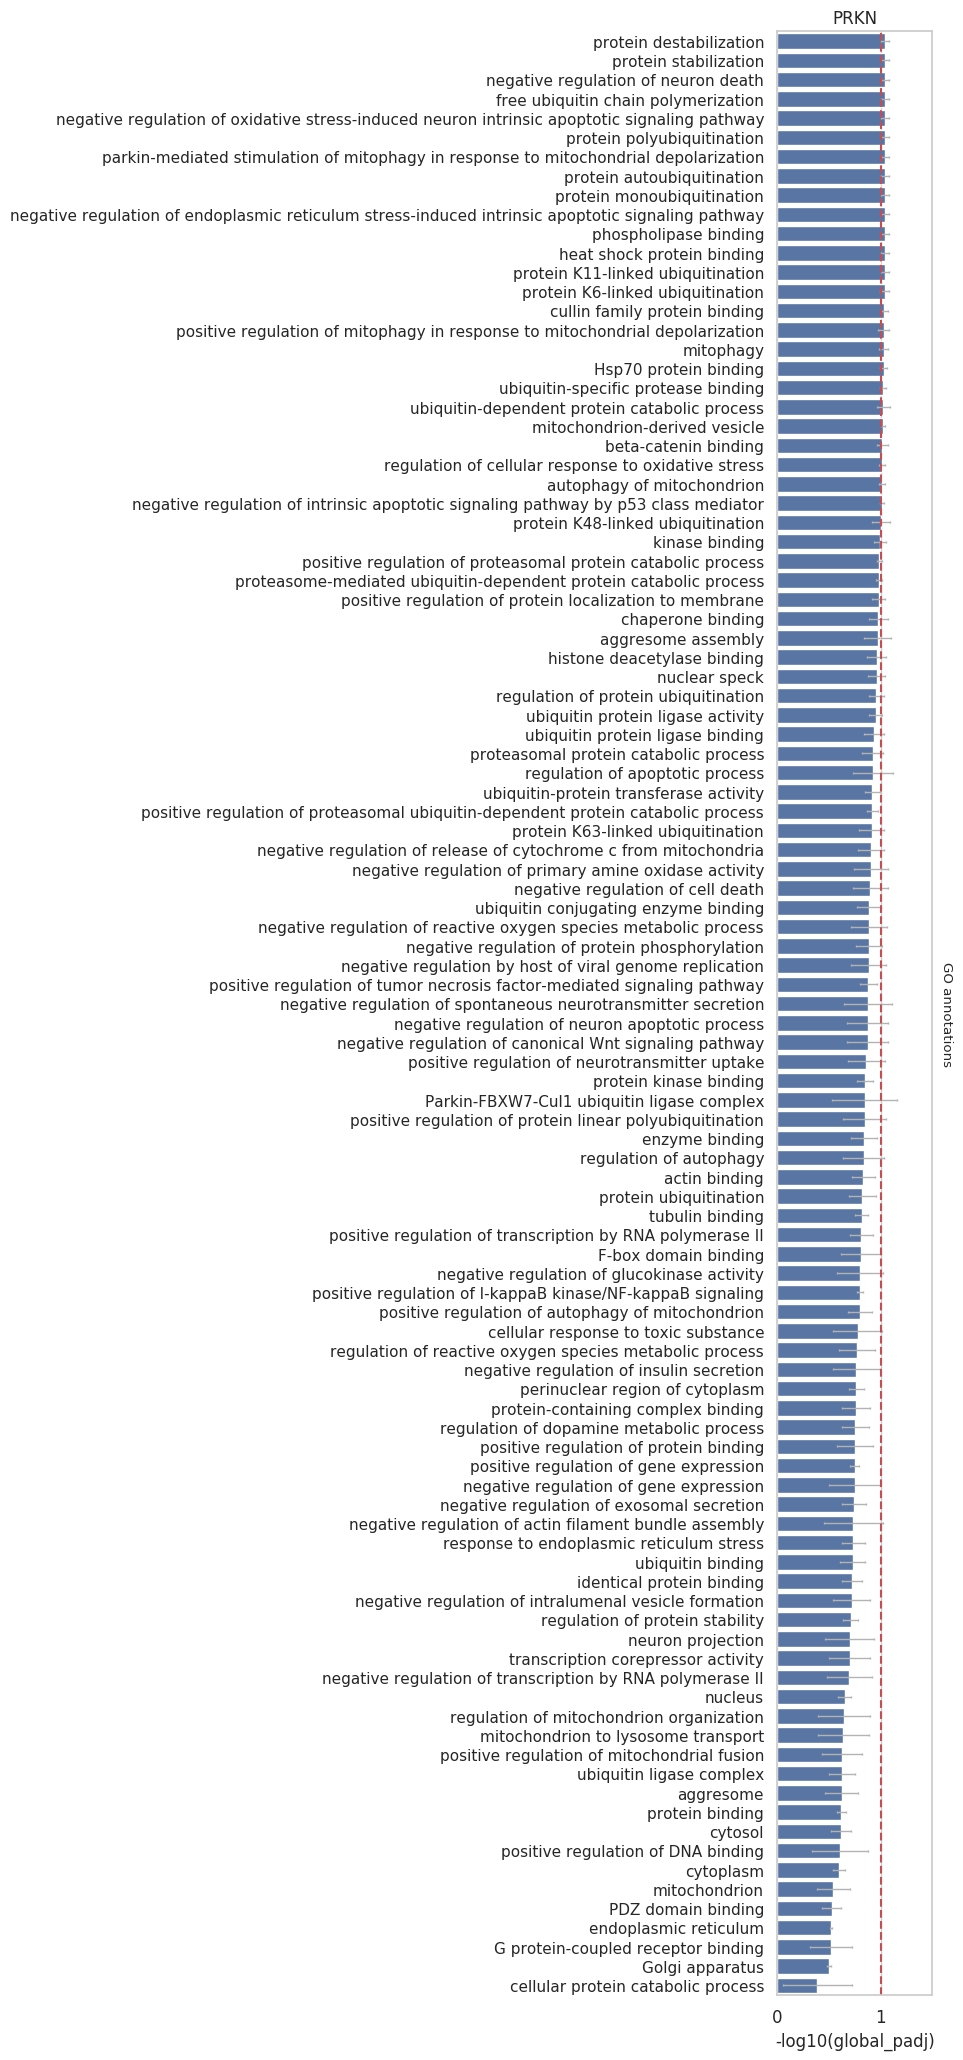 PRKN
protein destabilization
protein stabilization
negative regulation of neuron death
free ubiquitin chain polymerization
negative regulation of oxidative stress-induced neuron intrinsic apoptotic signaling pathway
protein polyubiquitination
parkin-mediated stimulation of mitophagy in response to mitochondrial depolarization
protein autoubiquitination
protein monoubiquitination
negative regulation of endoplasmic reticulum stress-induced intrinsic apoptotic signaling pathway
phospholipase binding
heat shock protein binding
protein K11-linked ubiquitination
protein K6-linked ubiquitination
cullin family protein binding
positive regulation of mitophagy in response to mitochondrial depolarization
mitophagy
Hsp70 protein binding
ubiquitin-specific protease binding
ubiquitin-dependent protein catabolic process
mitochondrion-derived vesicle
beta-catenin binding
regulation of cellular response to oxidative stress
autophagy of mitochondrion
negative regulation of intrinsic apoptotic signaling pathway by p53 class mediator
protein K48-linked ubiquitination
kinase binding
positive regulation of proteasomal protein catabolic process
proteasome-mediated ubiquitin-dependent protein catabolic process
positive regulation of protein localization to membrane
chaperone binding
aggresome assembly
histone deacetylase binding
nuclear speck
regulation of protein ubiquitination
ubiquitin protein ligase activity
ubiquitin protein ligase binding
proteasomal protein catabolic process
regulation of apoptotic process
ubiquitin-protein transferase activity
positive regulation of proteasomal ubiquitin-dependent protein catabolic process
protein K63-linked ubiquitination
negative regulation of release of cytochrome c from mitochondria
negative regulation of primary amine oxidase activity
negative regulation of cell death
ubiquitin conjugating enzyme binding
negative regulation of reactive oxygen species metabolic process
negative regulation of protein phosphorylation
negative regulation by host of viral genome replication
positive regulation of tumor necrosis factor-mediated signaling pathway
negative regulation of spontaneous neurotransmitter secretion
negative regulation of neuron apoptotic process
negative regulation of canonical Wnt signaling pathway
positive regulation of neurotransmitter uptake
protein kinase binding
Parkin-FBXW7-Cul1 ubiquitin ligase complex
positive regulation of protein linear polyubiquitination
enzyme binding
regulation of autophagy
actin binding
protein ubiquitination
tubulin binding
positive regulation of transcription by RNA polymerase II
F-box domain binding
negative regulation of glucokinase activity
positive regulation of I-kappaB kinase/NF-kappaB signaling
positive regulation of autophagy of mitochondrion
cellular response to toxic substance
regulation of reactive oxygen species metabolic process
negative regulation of insulin secretion
perinuclear region of cytoplasm
protein-containing complex binding
regulation of dopamine metabolic process
positive regulation of protein binding
positive regulation of gene expression
negative regulation of gene expression
negative regulation of exosomal secretion
negative regulation of actin filament bundle assembly
response to endoplasmic reticulum stress
ubiquitin binding
identical protein binding
negative regulation of intralumenal vesicle formation
regulation of protein stability
neuron projection
transcription corepressor activity
negative regulation of transcription by RNA polymerase II
nucleus
regulation of mitochondrion organization
mitochondrion to lysosome transport
positive regulation of mitochondrial fusion
ubiquitin ligase complex
aggresome
protein binding
cytosol
positive regulation of DNA binding
cytoplasm
mitochondrion
PDZ domain binding
endoplasmic reticulum
G protein-coupled receptor binding
Golgi apparatus
cellular protein catabolic process
0 1
-log10(global_padj)
GO annotations